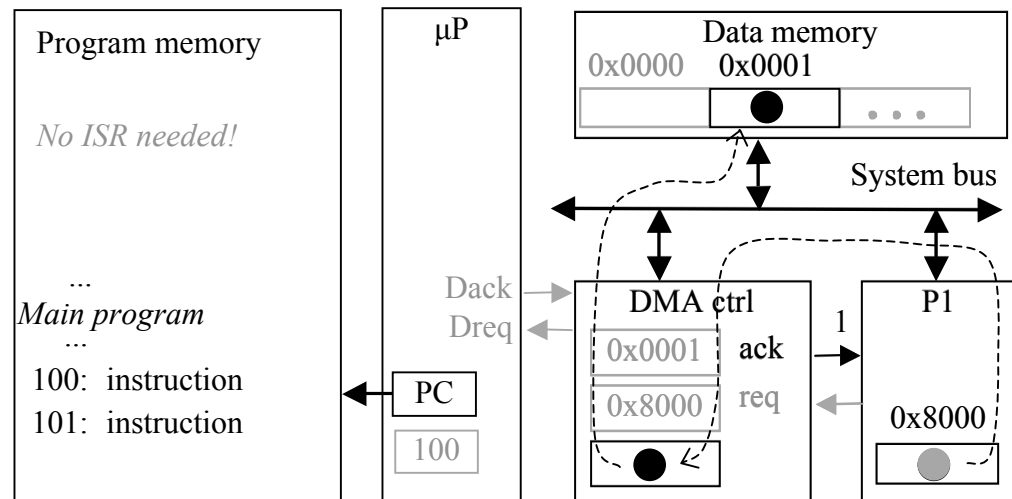 Program memory
No ISR needed!
...
Main program
...
100: instruction
101: instruction
μP
Dack
Dreq
PC
100
Data memory
0x0000 0x0001
...
System bus
DMA ctrl
0x0001 ack
0x8000 req
1
P1
0x8000